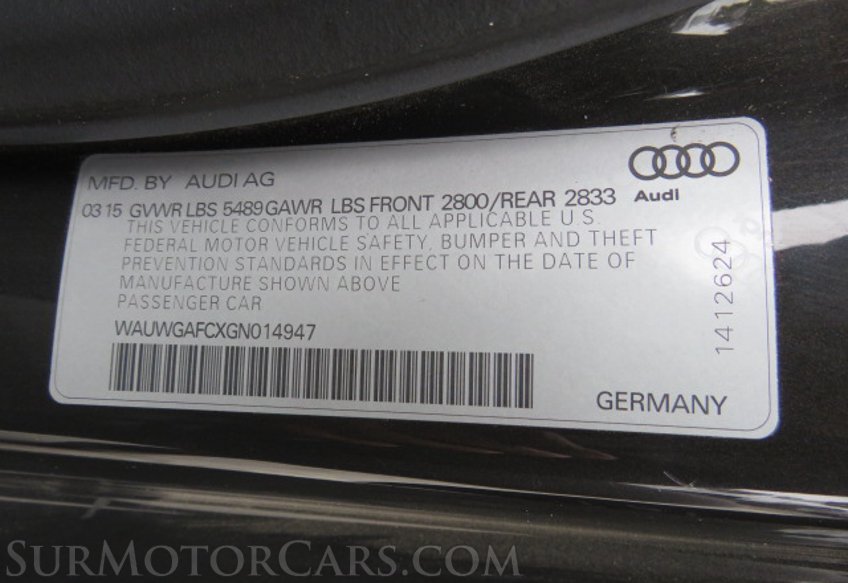 MFD. BY AUDI AG
Audi
03 15 GVWR LBS 5489 GAWR LBS FRONT 2800/REAR 2833
THIS VEHICLE CONFORMS TO ALL APPLICABLE U.S.
FEDERAL MOTOR VEHICLE SAFETY, BUMPER AND THEFT
PREVENTION STANDARDS IN EFFECT ON THE DATE OF
MANUFACTURE SHOWN ABOVE
PASSENGER CAR
WAUWGAFCXGN014947
1412624
GERMANY
SURMOTORCARS.COM